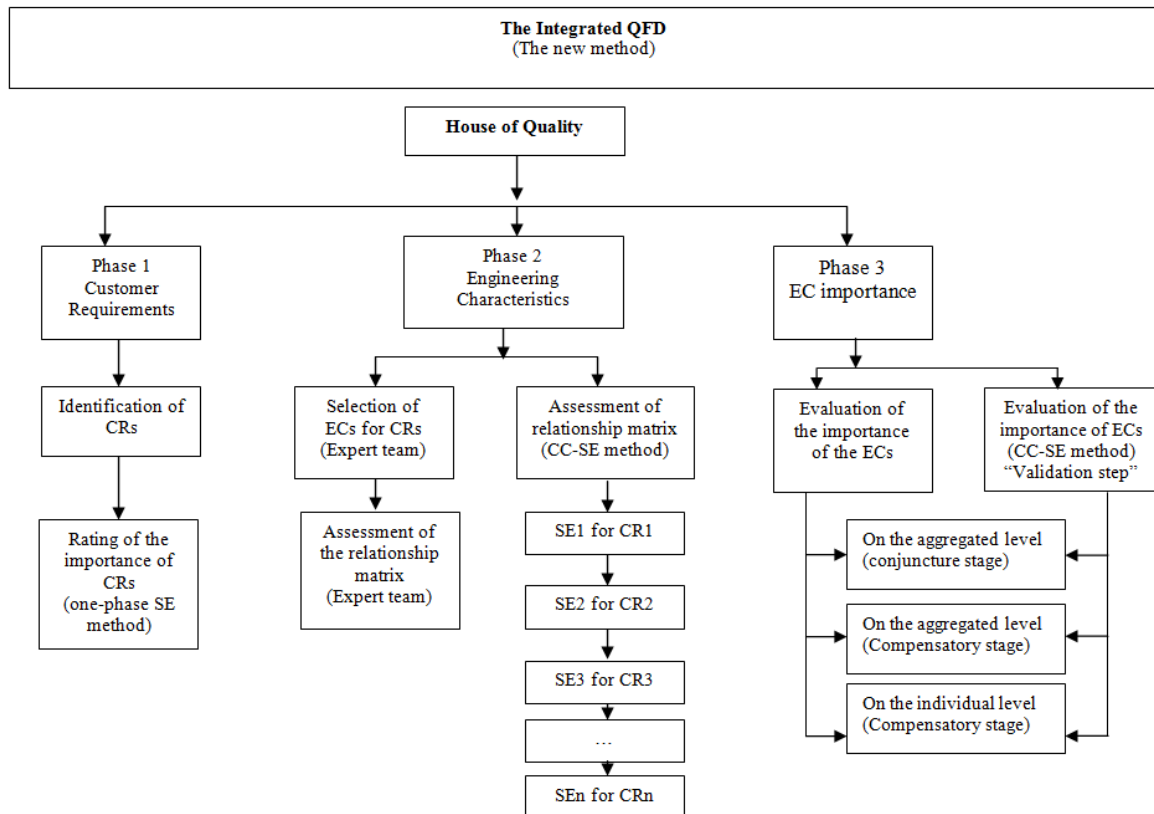 The Integrated QFD
(The new method)
House of Quality
Phase 1
Customer
Requirements
Phase 2
Engineering
Characteristics
Phase 3
EC importance
Identification of
CRs
Selection of
ECs for CRs
(Expert team)
Assessment of
relationship matrix
(CC-SE method)
Evaluation of
the importance
of the ECs
Evaluation of the
importance of ECs
(CC-SE method)
“Validation step”
Rating of the
importance of
CRs
(one-phase SE
method)
Assessment of
the relationship
matrix
(Expert team)
SE1 for CR1
SE2 for CR2
SE3 for CR3
…
SEn for CRn
On the aggregated level
(conjuncture stage)
On the aggregated level
(Compensatory stage)
On the individual level
(Compensatory stage)